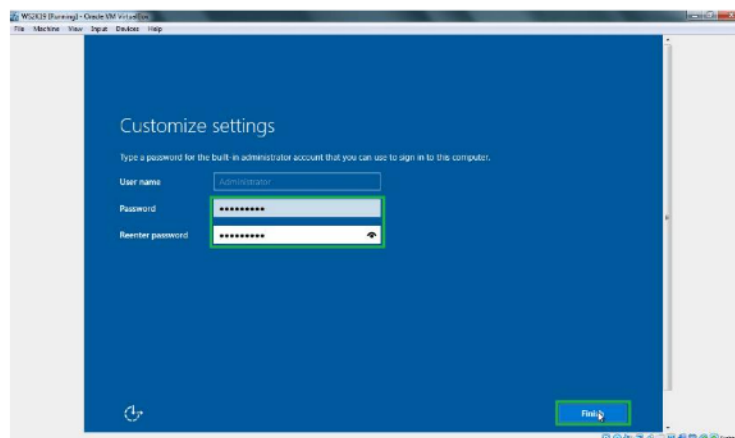 WS2K19 [Running] - Oracle VM VirtualBox
File Machine View Input Devices Help
Customize settings
Type a password for the built-in administrator account that you can use to sign in to this computer.
User name Administrator
Password •••••••••
Reenter password •••••••••
Finish